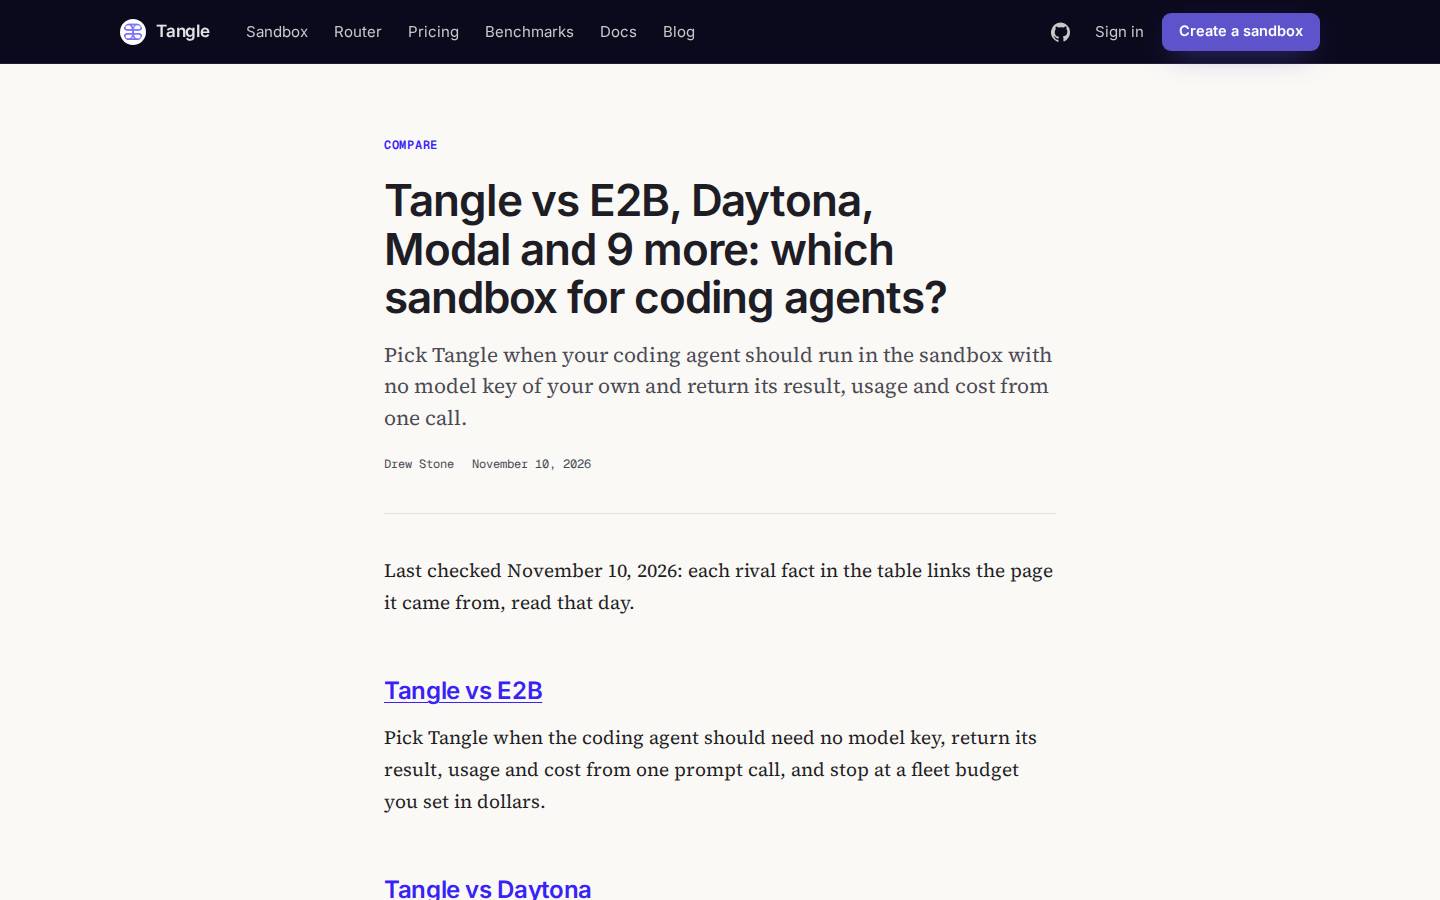 Tangle
Sandbox
Router
Pricing
Benchmarks
Docs
Blog
Sign in
Create a sandbox
COMPARE
Tangle vs E2B, Daytona,
Modal and 9 more: which
sandbox for coding agents?
Pick Tangle when your coding agent should run in the sandbox with
no model key of your own and return its result, usage and cost from
one call.
Drew Stone November 10, 2026
Last checked November 10, 2026: each rival fact in the table links the page
it came from, read that day.
Tangle vs E2B
Pick Tangle when the coding agent should need no model key, return its
result, usage and cost from one prompt call, and stop at a fleet budget
you set in dollars.
Tangle vs Daytona